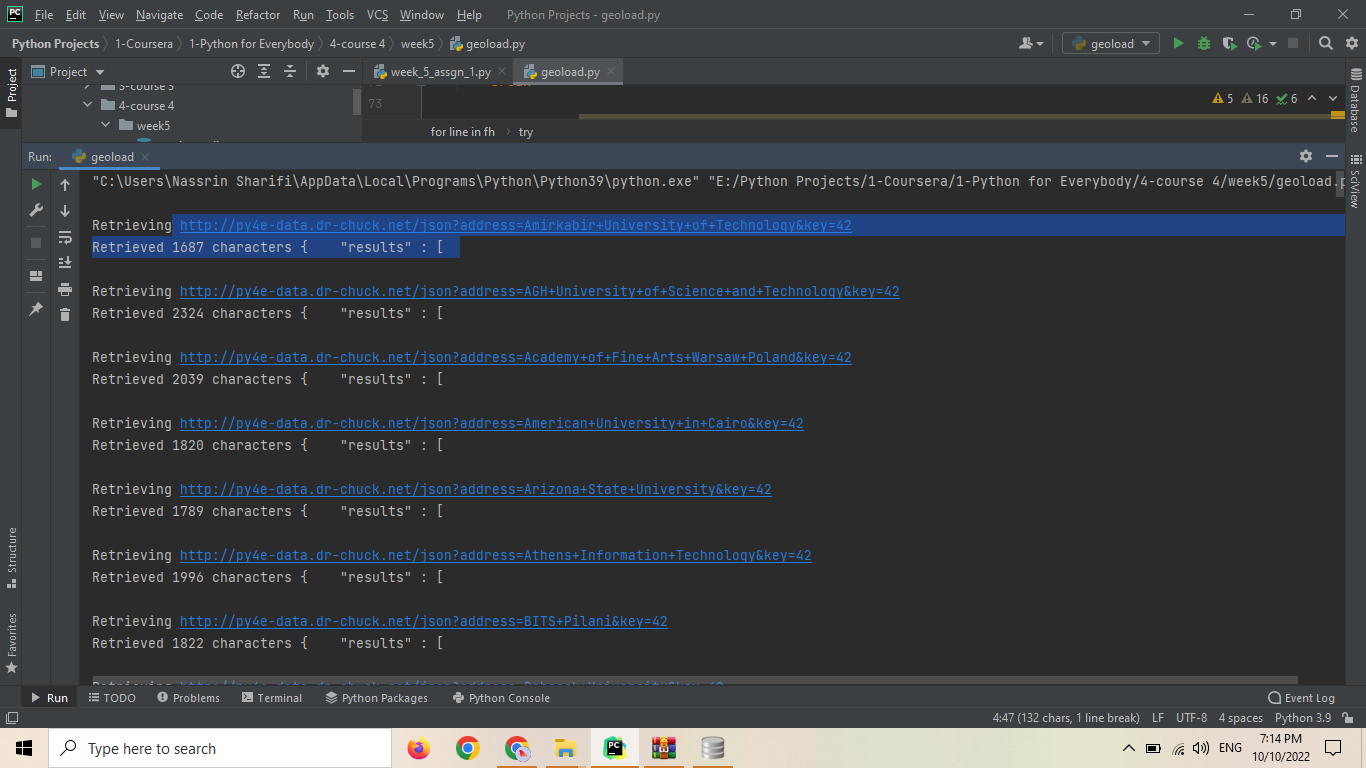 PC File Edit View Navigate Code Refactor Run Tools VCS Window Help Python Projects - geoload.py
Python Projects 1-Coursera 1-Python for Everybody 4-course 4 week5 geoload.py geoload
Project week_5_assgn_1.py geoload.py
3-course 3
4-course 4
week5
73
5 16 6
for line in fh try
Project
Database
SciView
Structure
Favorites
Run: geoload
"C:\Users\Nassrin Sharifi\AppData\Local\Programs\Python\Python39\python.exe" "E:/Python Projects/1-Coursera/1-Python for Everybody/4-course 4/week5/geoload.p
Retrieving http://py4e-data.dr-chuck.net/json?address=Amirkabir+University+of+Technology&key=42
Retrieved 1687 characters { "results" : [
Retrieving http://py4e-data.dr-chuck.net/json?address=AGH+University+of+Science+and+Technology&key=42
Retrieved 2324 characters { "results" : [
Retrieving http://py4e-data.dr-chuck.net/json?address=Academy+of+Fine+Arts+Warsaw+Poland&key=42
Retrieved 2039 characters { "results" : [
Retrieving http://py4e-data.dr-chuck.net/json?address=American+University+in+Cairo&key=42
Retrieved 1820 characters { "results" : [
Retrieving http://py4e-data.dr-chuck.net/json?address=Arizona+State+University&key=42
Retrieved 1789 characters { "results" : [
Retrieving http://py4e-data.dr-chuck.net/json?address=Athens+Information+Technology&key=42
Retrieved 1996 characters { "results" : [
Retrieving http://py4e-data.dr-chuck.net/json?address=BITS+Pilani&key=42
Retrieved 1822 characters { "results" : [
Run TODO Problems Terminal Python Packages Python Console Event Log
4:47 (132 chars, 1 line break) LF UTF-8 4 spaces Python 3.9
Type here to search PC ENG 7:14 PM
10/10/2022